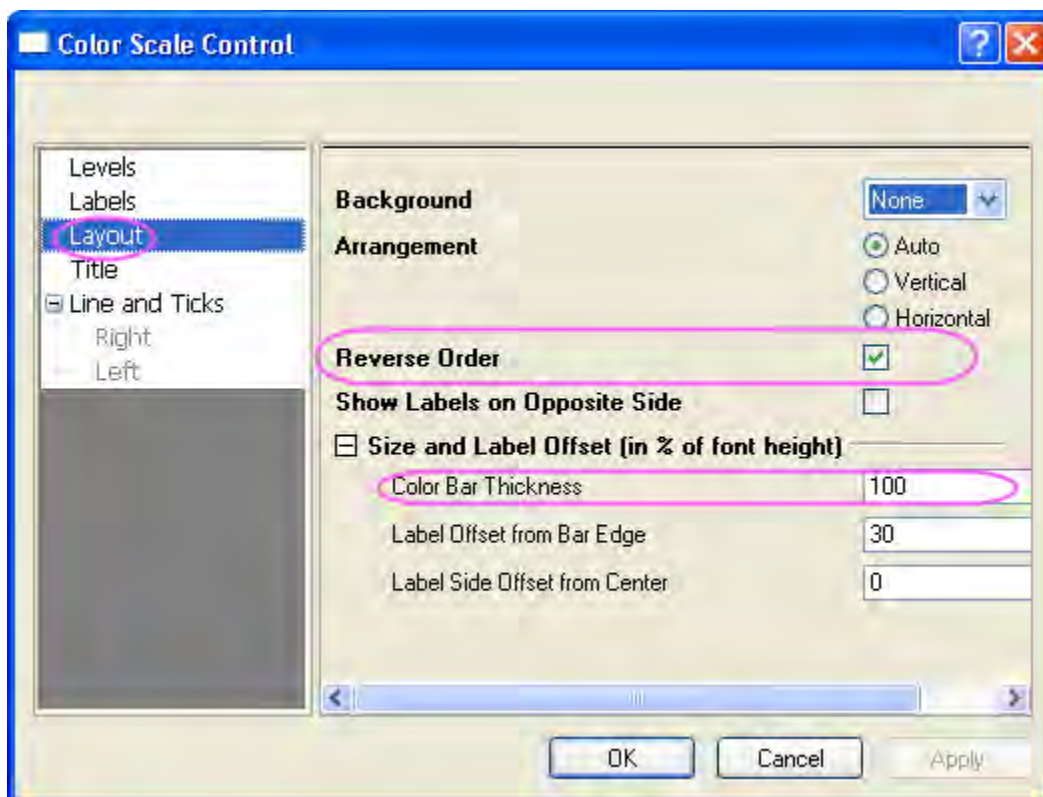 Color Scale Control
Levels
Labels
Layout
Title
Line and Ticks
Right
Left
Background
None
Arrangement
Auto
Vertical
Horizontal
Reverse Order
Show Labels on Opposite Side
Size and Label Offset (in % of font height)
Color Bar Thickness
100
Label Offset from Bar Edge
30
Label Side Offset from Center
0
OK
Cancel
Apply